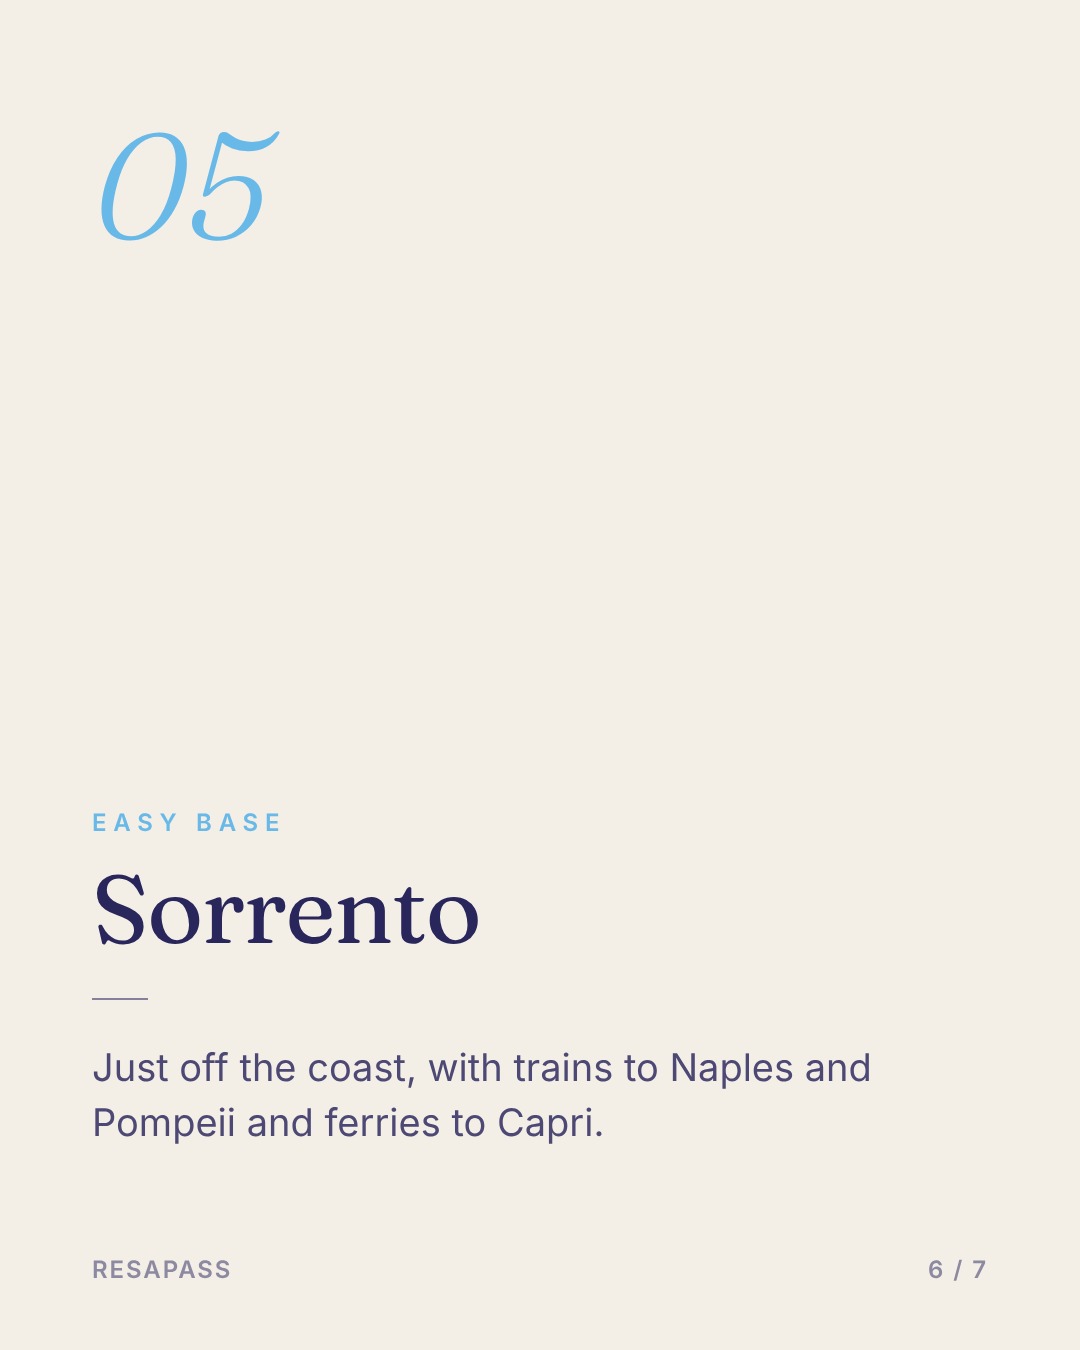 05
EASY BASE
Sorrento
Just off the coast, with trains to Naples and
Pompeii and ferries to Capri.
RESAPASS
6 / 7